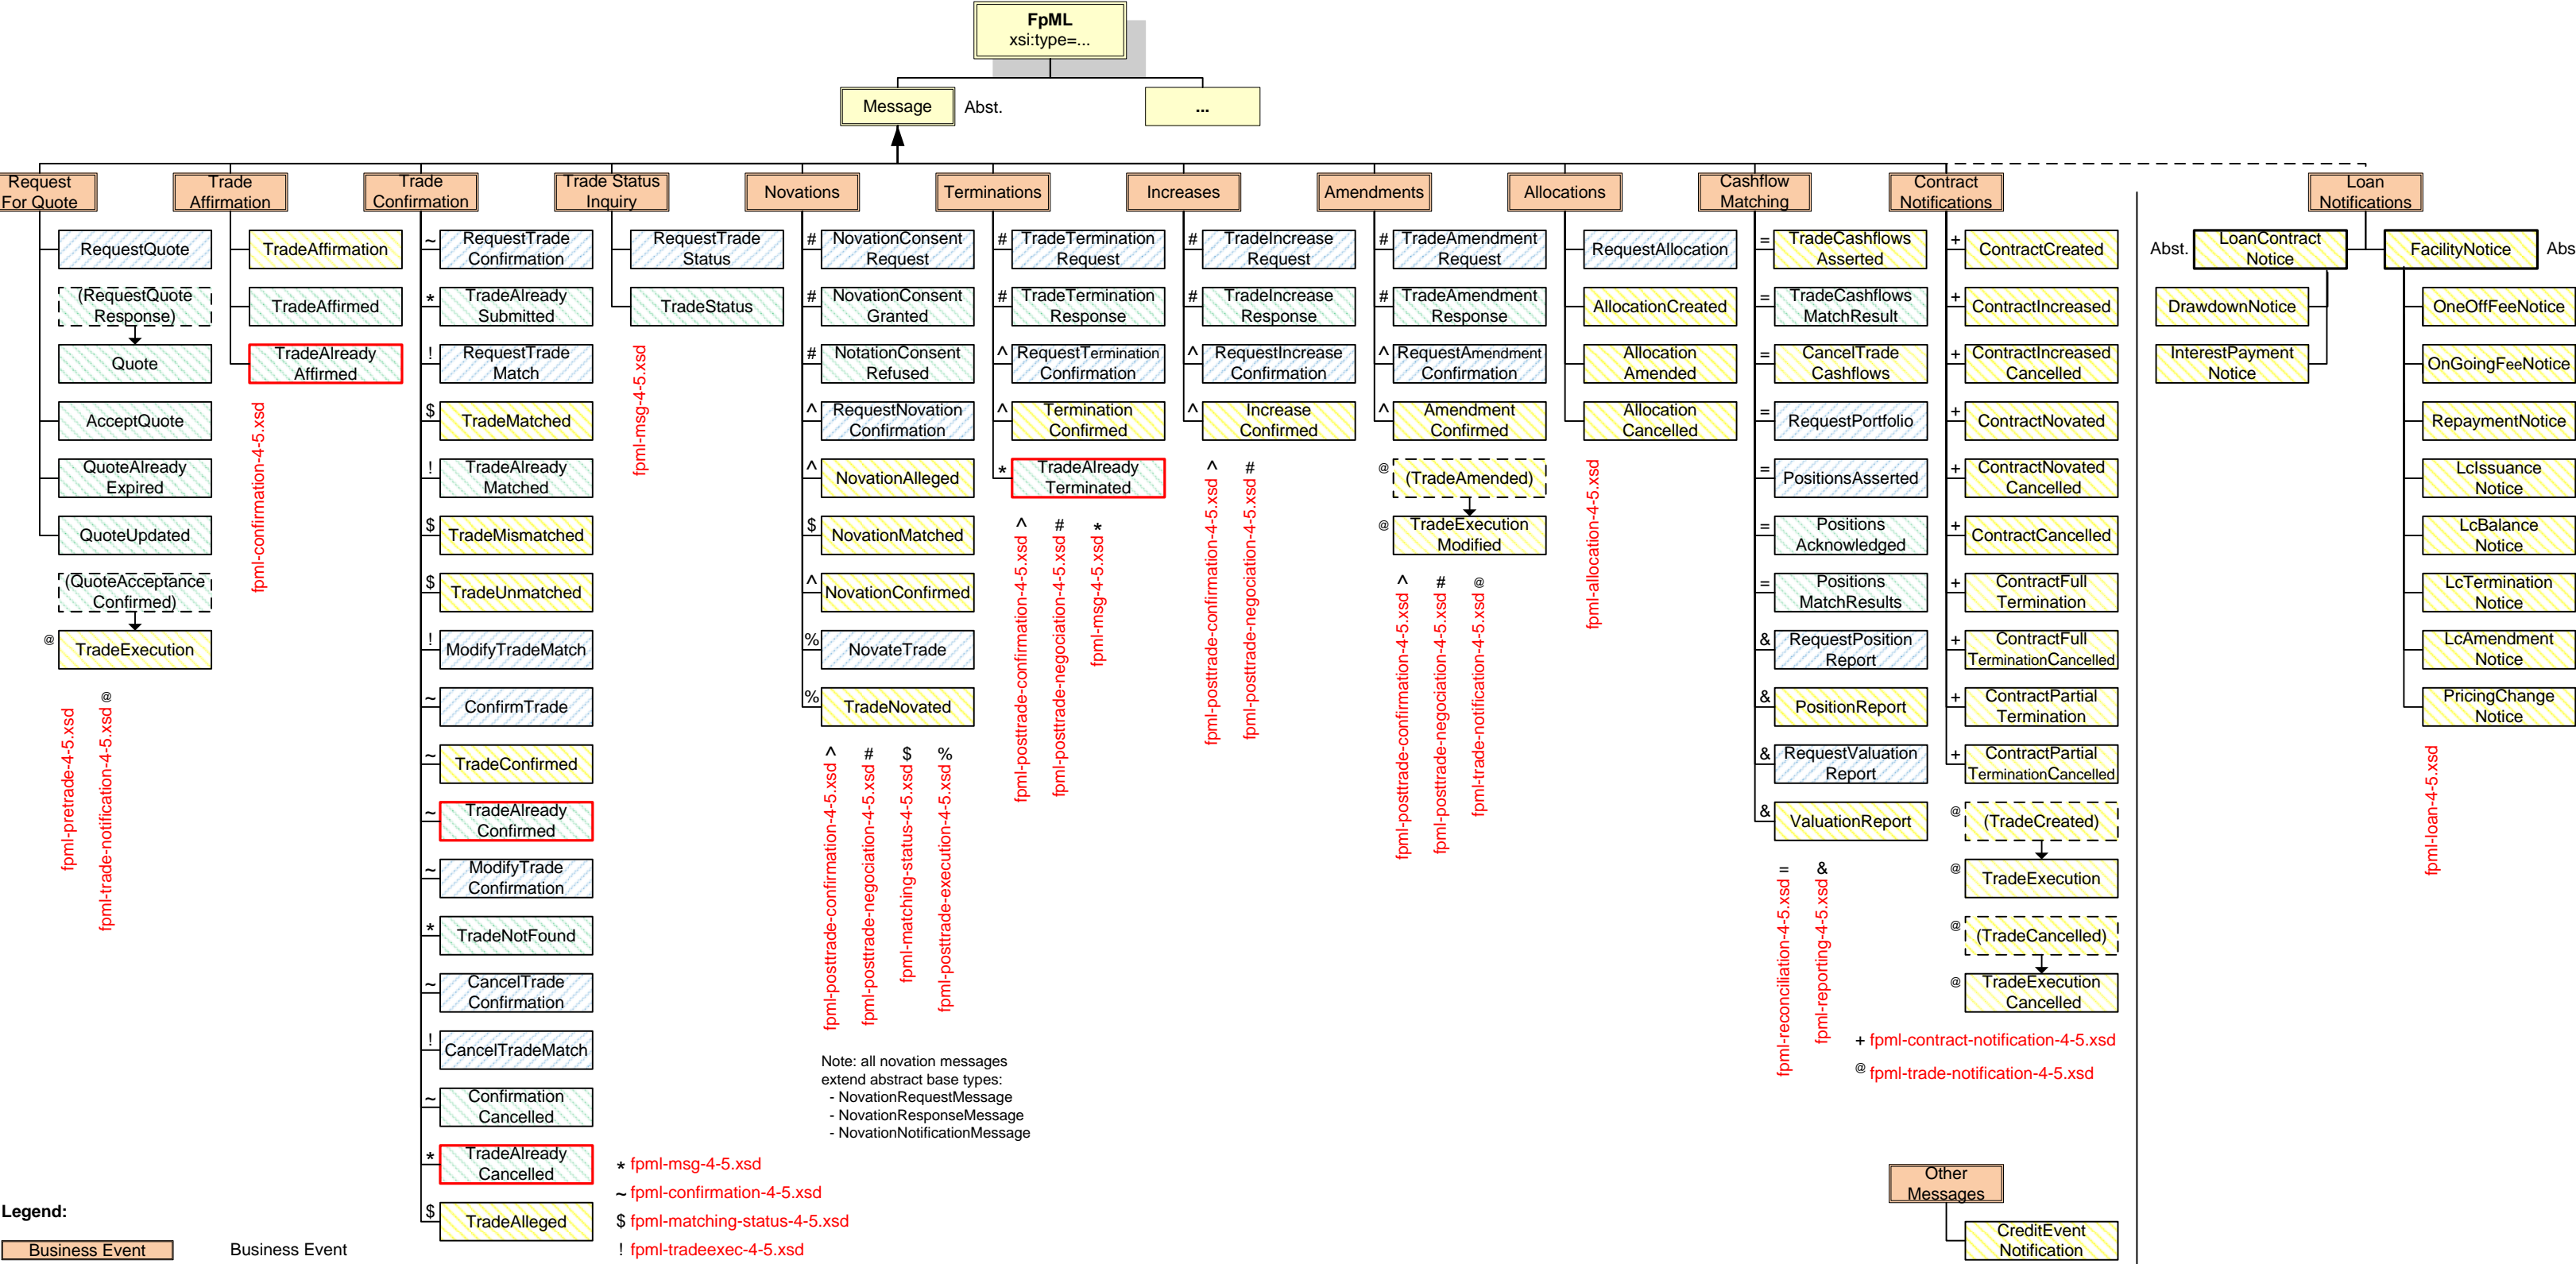 FpML
xsi:type=...
Message
Abst.
...
Request
For Quote
RequestQuote
(RequestQuote
Response)
Quote
AcceptQuote
QuoteAlready
Expired
QuoteUpdated
(QuoteAcceptance
Confirmed)
@
TradeExecution
fpml-pretrade-4-5.xsd
fpml-trade-notification-4-5.xsd @
Trade
Affirmation
TradeAffirmation
TradeAffirmed
TradeAlready
Affirmed
fpml-confirmation-4-5.xsd
Trade
Confirmation
~ RequestTrade
Confirmation
* TradeAlready
Submitted
! RequestTrade
Match
$ TradeMatched
! TradeAlready
Matched
$ TradeMismatched
$ TradeUnmatched
! ModifyTradeMatch
~ ConfirmTrade
~ TradeConfirmed
~ TradeAlready
Confirmed
~ ModifyTrade
Confirmation
* TradeNotFound
~ CancelTrade
Confirmation
! CancelTradeMatch
~ Confirmation
Cancelled
* TradeAlready
Cancelled
$ TradeAlleged
* fpml-msg-4-5.xsd
~ fpml-confirmation-4-5.xsd
$ fpml-matching-status-4-5.xsd
! fpml-tradeexec-4-5.xsd
Trade Status
Inquiry
RequestTrade
Status
TradeStatus
fpml-msg-4-5.xsd
Novations
# NovationConsent
Request
# NovationConsent
Granted
# NotationConsent
Refused
^ RequestNovation
Confirmation
^ NovationAlleged
$ NovationMatched
^ NovationConfirmed
% NovateTrade
% TradeNovated
fpml-posttrade-confirmation-4-5.xsd ^
fpml-posttrade-negociation-4-5.xsd #
fpml-matching-status-4-5.xsd $
fpml-posttrade-execution-4-5.xsd %
Note: all novation messages
extend abstract base types:
- NovationRequestMessage
- NovationResponseMessage
- NovationNotificationMessage
Terminations
# TradeTermination
Request
# TradeTermination
Response
^ RequestTermination
Confirmation
^ Termination
Confirmed
* TradeAlready
Terminated
fpml-posttrade-confirmation-4-5.xsd ^
fpml-posttrade-negociation-4-5.xsd #
fpml-msg-4-5.xsd *
Increases
# TradeIncrease
Request
# TradeIncrease
Response
^ RequestIncrease
Confirmation
^ Increase
Confirmed
fpml-posttrade-confirmation-4-5.xsd ^
fpml-posttrade-negociation-4-5.xsd #
Amendments
# TradeAmendment
Request
# TradeAmendment
Response
^ RequestAmendment
Confirmation
^ Amendment
Confirmed
@ (TradeAmended)
@ TradeExecution
Modified
fpml-posttrade-confirmation-4-5.xsd ^
fpml-posttrade-negociation-4-5.xsd #
fpml-trade-notification-4-5.xsd @
Allocations
RequestAllocation
AllocationCreated
Allocation
Amended
Allocation
Cancelled
fpml-allocation-4-5.xsd
Cashflow
Matching
= TradeCashflows
Asserted
= TradeCashflows
MatchResult
= CancelTrade
Cashflows
= RequestPortfolio
= PositionsAsserted
= Positions
Acknowledged
= Positions
MatchResults
& RequestPosition
Report
& PositionReport
& RequestValuation
Report
& ValuationReport
fpml-reconciliation-4-5.xsd =
fpml-reporting-4-5.xsd &
Contract
Notifications
+ ContractCreated
+ ContractIncreased
+ ContractIncreased
Cancelled
+ ContractNovated
+ ContractNovated
Cancelled
+ ContractCancelled
+ ContractFull
Termination
+ ContractFull
TerminationCancelled
+ ContractPartial
Termination
+ ContractPartial
TerminationCancelled
@ (TradeCreated)
@ TradeExecution
@ (TradeCancelled)
@ TradeExecution
Cancelled
+ fpml-contract-notification-4-5.xsd
@ fpml-trade-notification-4-5.xsd
Other
Messages
CreditEvent
Notification
Loan
Notifications
Abst.
LoanContract
Notice
DrawdownNotice
InterestPayment
Notice
FacilityNotice
Abs
OneOffFeeNotice
OnGoingFeeNotice
RepaymentNotice
LcIssuance
Notice
LcBalance
Notice
LcTermination
Notice
LcAmendment
Notice
PricingChange
Notice
fpml-loan-4-5.xsd
Legend:
Business Event
Business Event